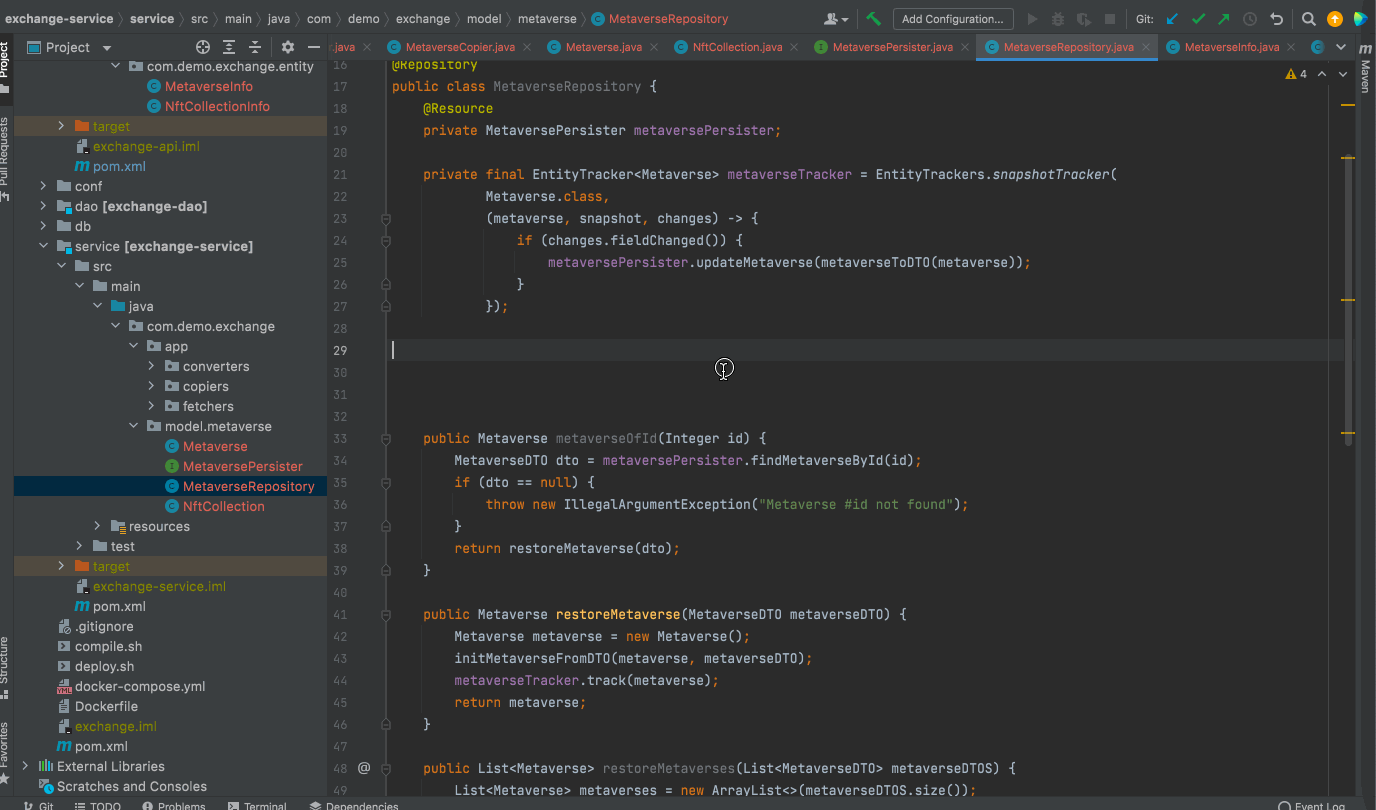 exchange-service service src main java com demo exchange model metaverse MetaverseRepository
Add Configuration...
Git:
Project
.java
MetaverseCopier.java
Metaverse.java
NftCollection.java
MetaversePersister.java
MetaverseRepository.java
MetaverseInfo.java
Project
Pull Requests
Structure
Favorites
Maven
4
com.demo.exchange.entity
MetaverseInfo
NftCollectionInfo
target
exchange-api.iml
pom.xml
conf
dao [exchange-dao]
db
service [exchange-service]
src
main
java
com.demo.exchange
app
converters
copiers
fetchers
model.metaverse
Metaverse
MetaversePersister
MetaverseRepository
NftCollection
resources
test
target
exchange-service.iml
pom.xml
.gitignore
compile.sh
deploy.sh
docker-compose.yml
Dockerfile
exchange.iml
pom.xml
External Libraries
Scratches and Consoles
16 @Repository
17 public class MetaverseRepository {
18 @Resource
19 private MetaversePersister metaversePersister;
20
21 private final EntityTracker<Metaverse> metaverseTracker = EntityTrackers.snapshotTracker(
22 Metaverse.class,
23 (metaverse, snapshot, changes) -> {
24 if (changes.fieldChanged()) {
25 metaversePersister.updateMetaverse(metaverseToDTO(metaverse));
26 }
27 });
28
29
30
31
32
33 public Metaverse metaverseOfId(Integer id) {
34 MetaverseDTO dto = metaversePersister.findMetaverseById(id);
35 if (dto == null) {
36 throw new IllegalArgumentException("Metaverse #id not found");
37 }
38 return restoreMetaverse(dto);
39 }
40
41 public Metaverse restoreMetaverse(MetaverseDTO metaverseDTO) {
42 Metaverse metaverse = new Metaverse();
43 initMetaverseFromDTO(metaverse, metaverseDTO);
44 metaverseTracker.track(metaverse);
45 return metaverse;
46 }
47
48 @ public List<Metaverse> restoreMetaverses(List<MetaverseDTO> metaverseDTOS) {
49 List<Metaverse> metaverses = new ArrayList<>(metaverseDTOS.size());
Git TODO Problems Terminal Dependencies Event Log